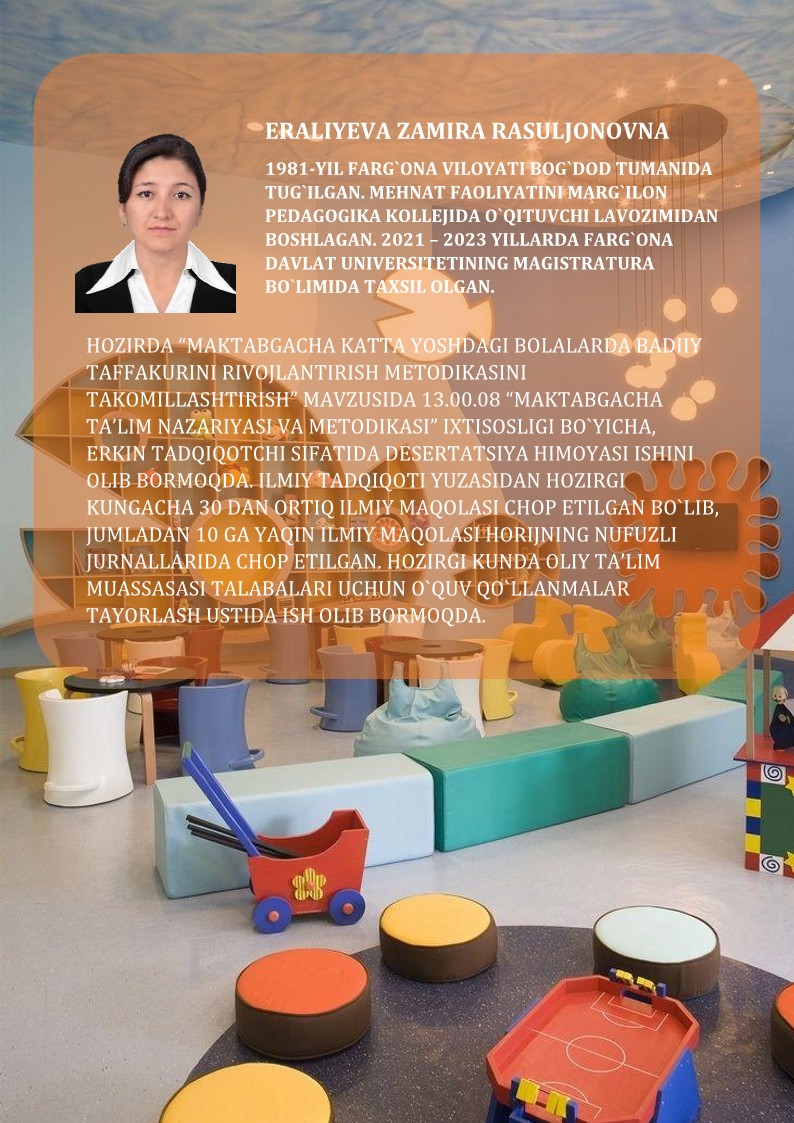 ERALIYEVA ZAMIRA RASULJONOVNA
1981-YIL FARG`ONA VILOYATI BOG`DOD TUMANIDA
TUG`ILGAN. MEHNAT FAOLIYATINI MARG`ILON
PEDAGOGIKA KOLLEJIDA O`QITUVCHI LAVOZIMIDAN
BOSHLAGAN. 2021 – 2023 YILLARDA FARG`ONA
DAVLAT UNIVERSITETINING MAGISTRATURA
BO`LIMIDA TAXSIL OLGAN.
HOZIRDA “MAKTABGACHA KATTA YOSHDAGI BOLALARDA BADIIY
TAFFAKURINI RIVOJLANTIRISH METODIKASINI
TAKOMILLASHTIRISH” MAVZUSIDA 13.00.08 “MAKTABGACHA
TA’LIM NAZARIYASI VA METODIKASI” IXTISOSLIGI BO`YICHA,
ERKIN TADQIQOTCHI SIFATIDA DESERTATSIYA HIMOYASI ISHINI
OLIB BORMOQDA. ILMIY TADQIQOTI YUZASIDAN HOZIRGI
KUNGACHA 30 DAN ORTIQ ILMIY MAQOLASI CHOP ETILGAN BO`LIB,
JUMLADAN 10 GA YAQIN ILMIY MAQOLASI HORIJNING NUFUZLI
JURNALLARIDA CHOP ETILGAN. HOZIRGI KUNDA OLIY TA’LIM
MUASSASASI TALABALARI UCHUN O`QUV QO`LLANMALAR
TAYORLASH USTIDA ISH OLIB BORMOQDA.